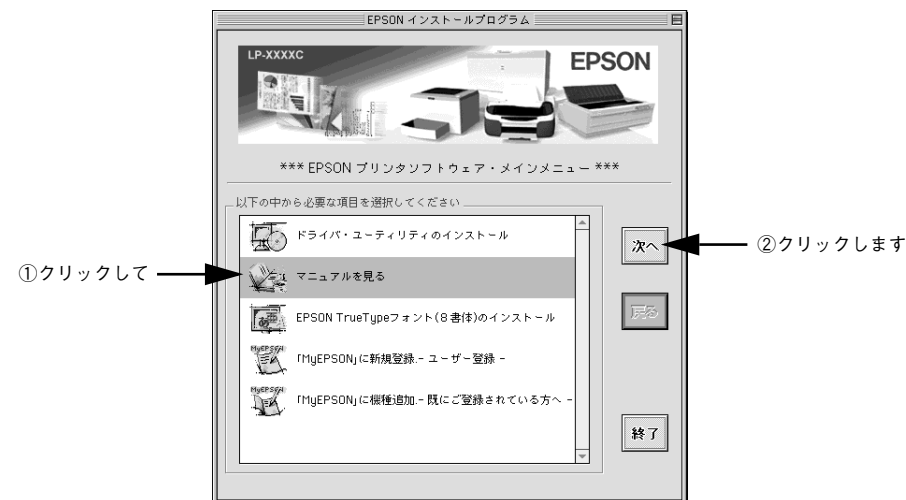 EPSON インストールプログラム
LP-XXXXC
EPSON
*** EPSON プリンタソフトウェア・メインメニュー ***
以下の中から必要な項目を選択してください
ドライバ・ユーティリティのインストール
次へ
②クリックします
①クリックして
マニュアルを見る
EPSON TrueTypeフォント(8書体)のインストール
戻る
MyEPSON
「MyEPSON」に新規登録.- ユーザー登録 -
MyEPSON
「MyEPSON」に機種追加.- 既にご登録されている方へ -
終了